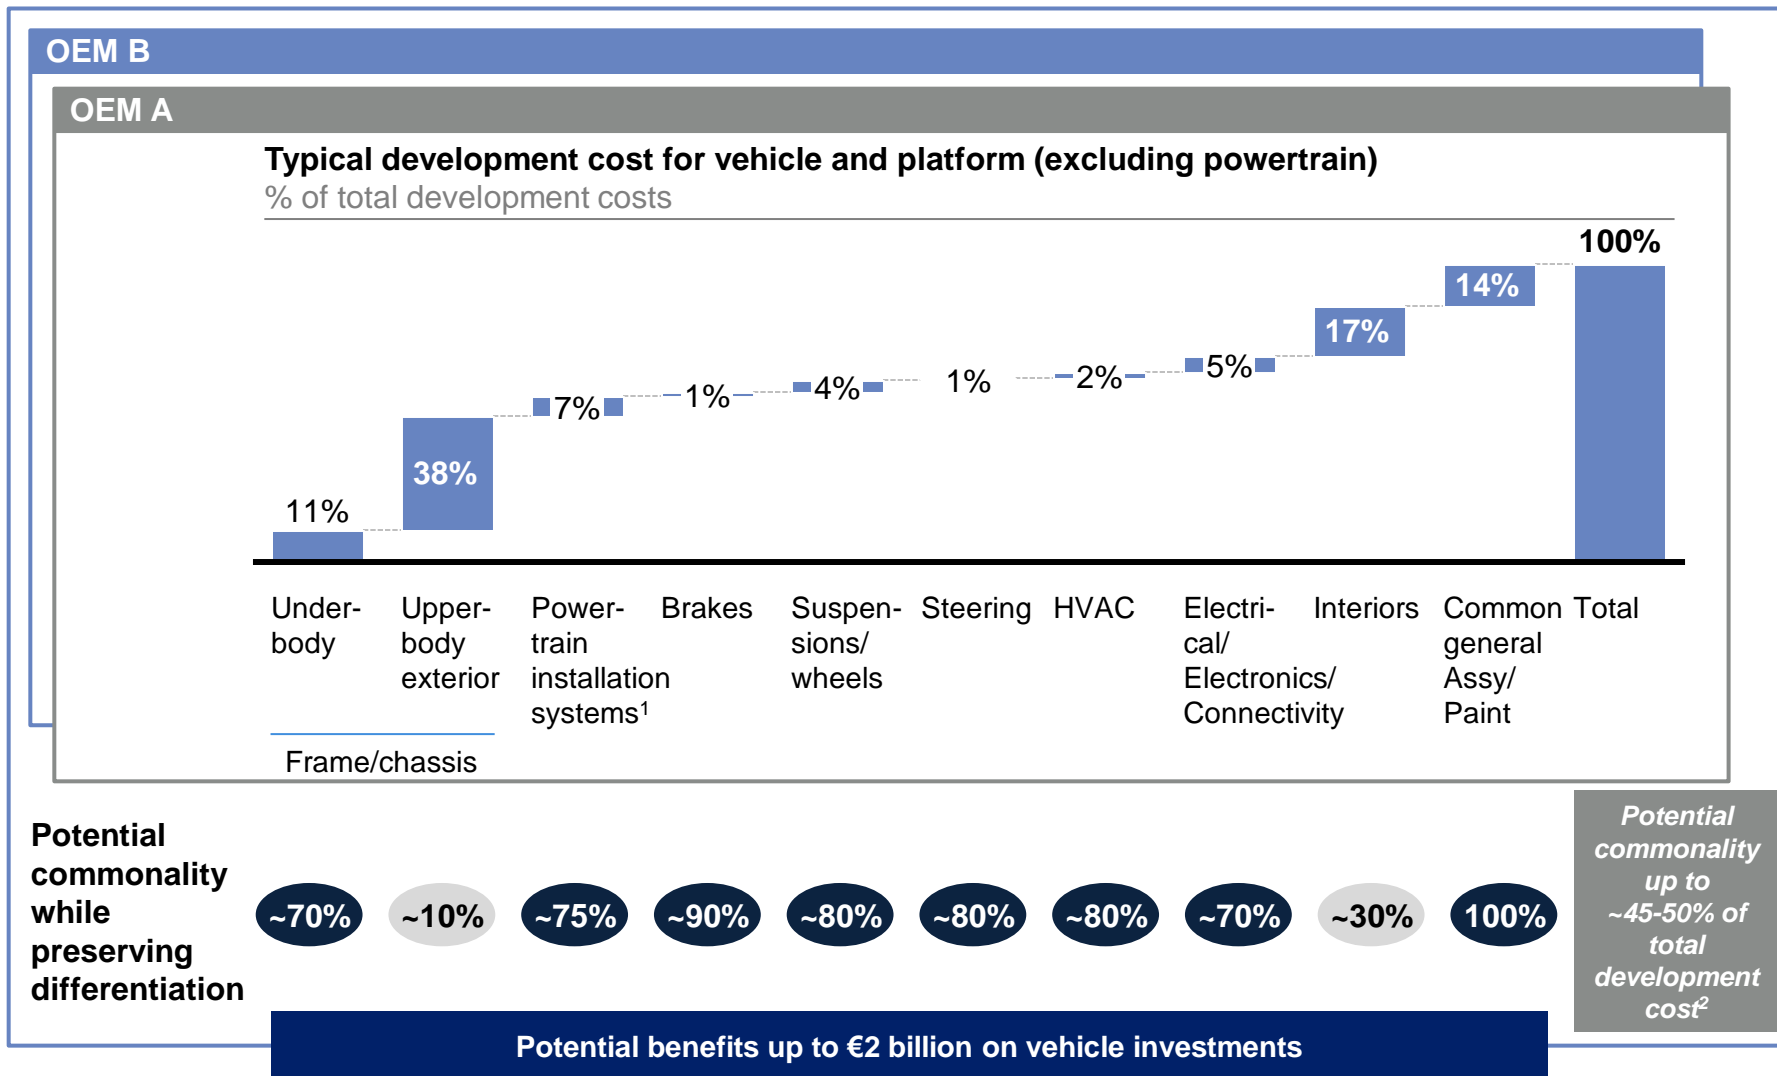 OEM B
OEM A
Typical development cost for vehicle and platform (excluding powertrain)
% of total development costs
11%
38%
7%
1%
4%
1%
2%
5%
17%
14%
100%
Under-
body
Upper-
body
exterior
Power-
train
installation
systems¹
Brakes
Suspen-
sions/
wheels
Steering
HVAC
Electri-
cal/
Electronics/
Connectivity
Interiors
Common
general
Assy/
Paint
Total
Frame/chassis
Potential
commonality
while
preserving
differentiation
~70%
~10%
~75%
~90%
~80%
~80%
~80%
~70%
~30%
100%
Potential
commonality
up to
~45-50% of
total
development
cost²
Potential benefits up to €2 billion on vehicle investments